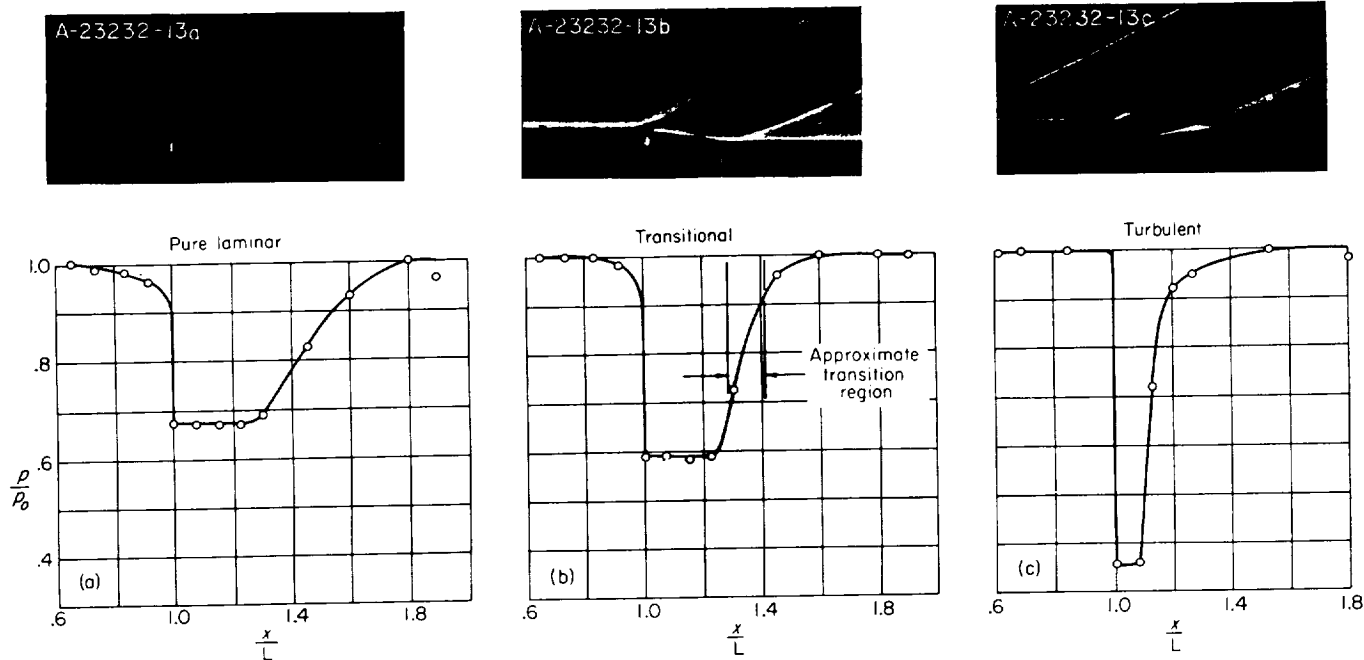 A-23232-13a
A-23232-13b
A-23232-13c
Pure laminar
Transitional
Turbulent
1.0
.8
.6
.4
p
p₀
Approximate
transition
region
(a)
(b)
(c)
.6 1.0 1.4 1.8
.6 1.0 1.4 1.8
.6 1.0 1.4 1.8
x
L
x
L
x
L